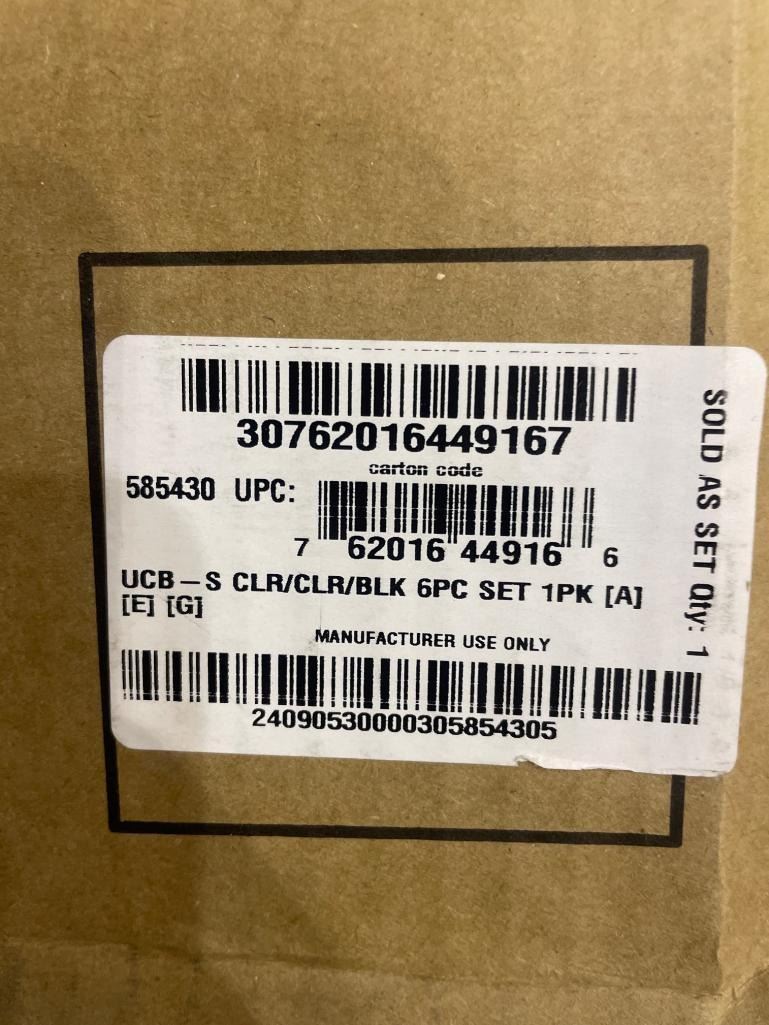 30762016449167
carton code
585430 UPC:
7 62016 44916 6
UCB-S CLR/CLR/BLK 6PC SET 1PK [A]
[E] [G]
MANUFACTURER USE ONLY
24090530000305854305
SOLD AS SET Qty: 1